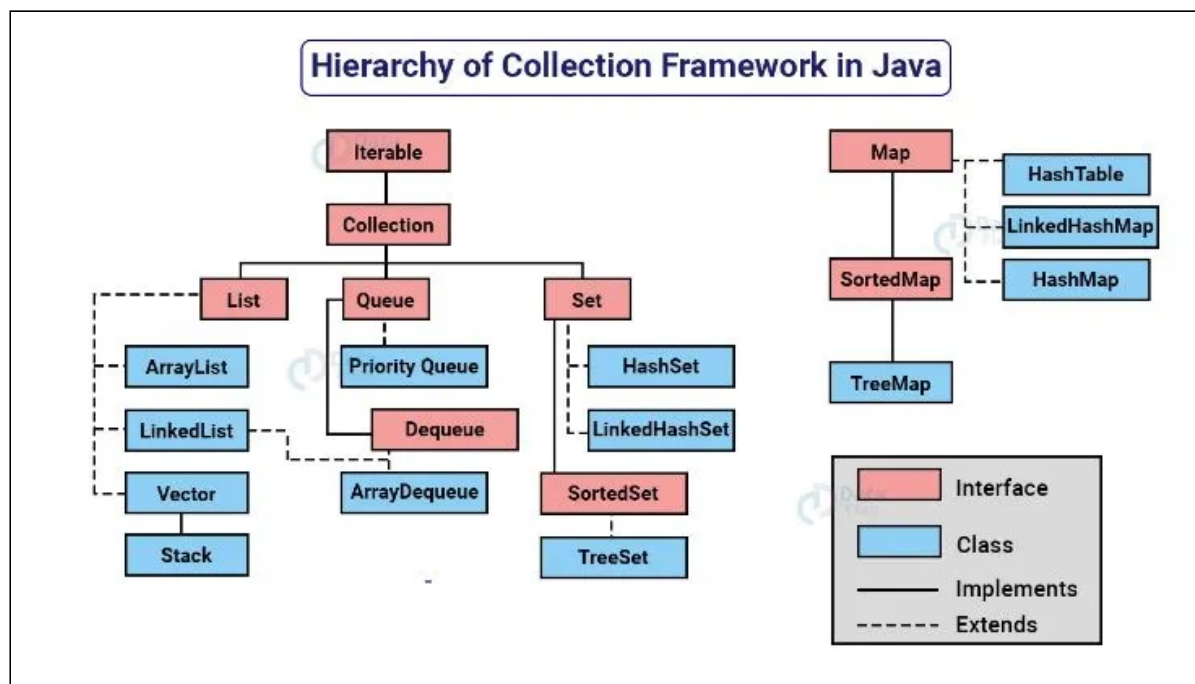 Hierarchy of Collection Framework in Java
Iterable
Collection
List
Queue
Set
ArrayList
Priority Queue
HashSet
LinkedList
Dequeue
LinkedHashSet
Vector
ArrayDequeue
SortedSet
Stack
TreeSet
Map
HashTable
LinkedHashMap
SortedMap
HashMap
TreeMap
Interface
Class
Implements
Extends